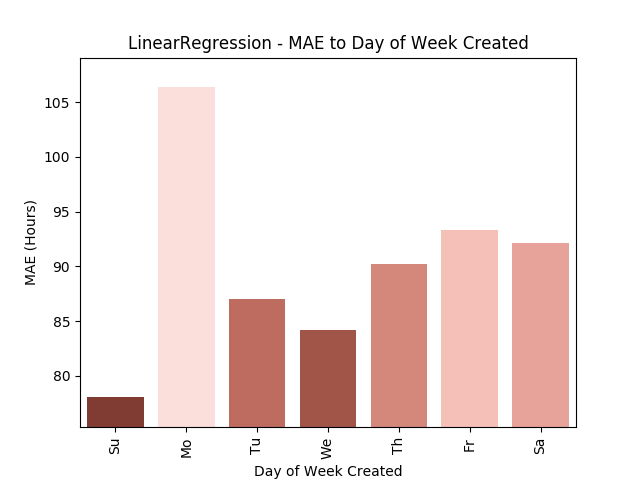 LinearRegression - MAE to Day of Week Created
MAE (Hours)
105
100
95
90
85
80
Su
Mo
Tu
We
Th
Fr
Sa
Day of Week Created